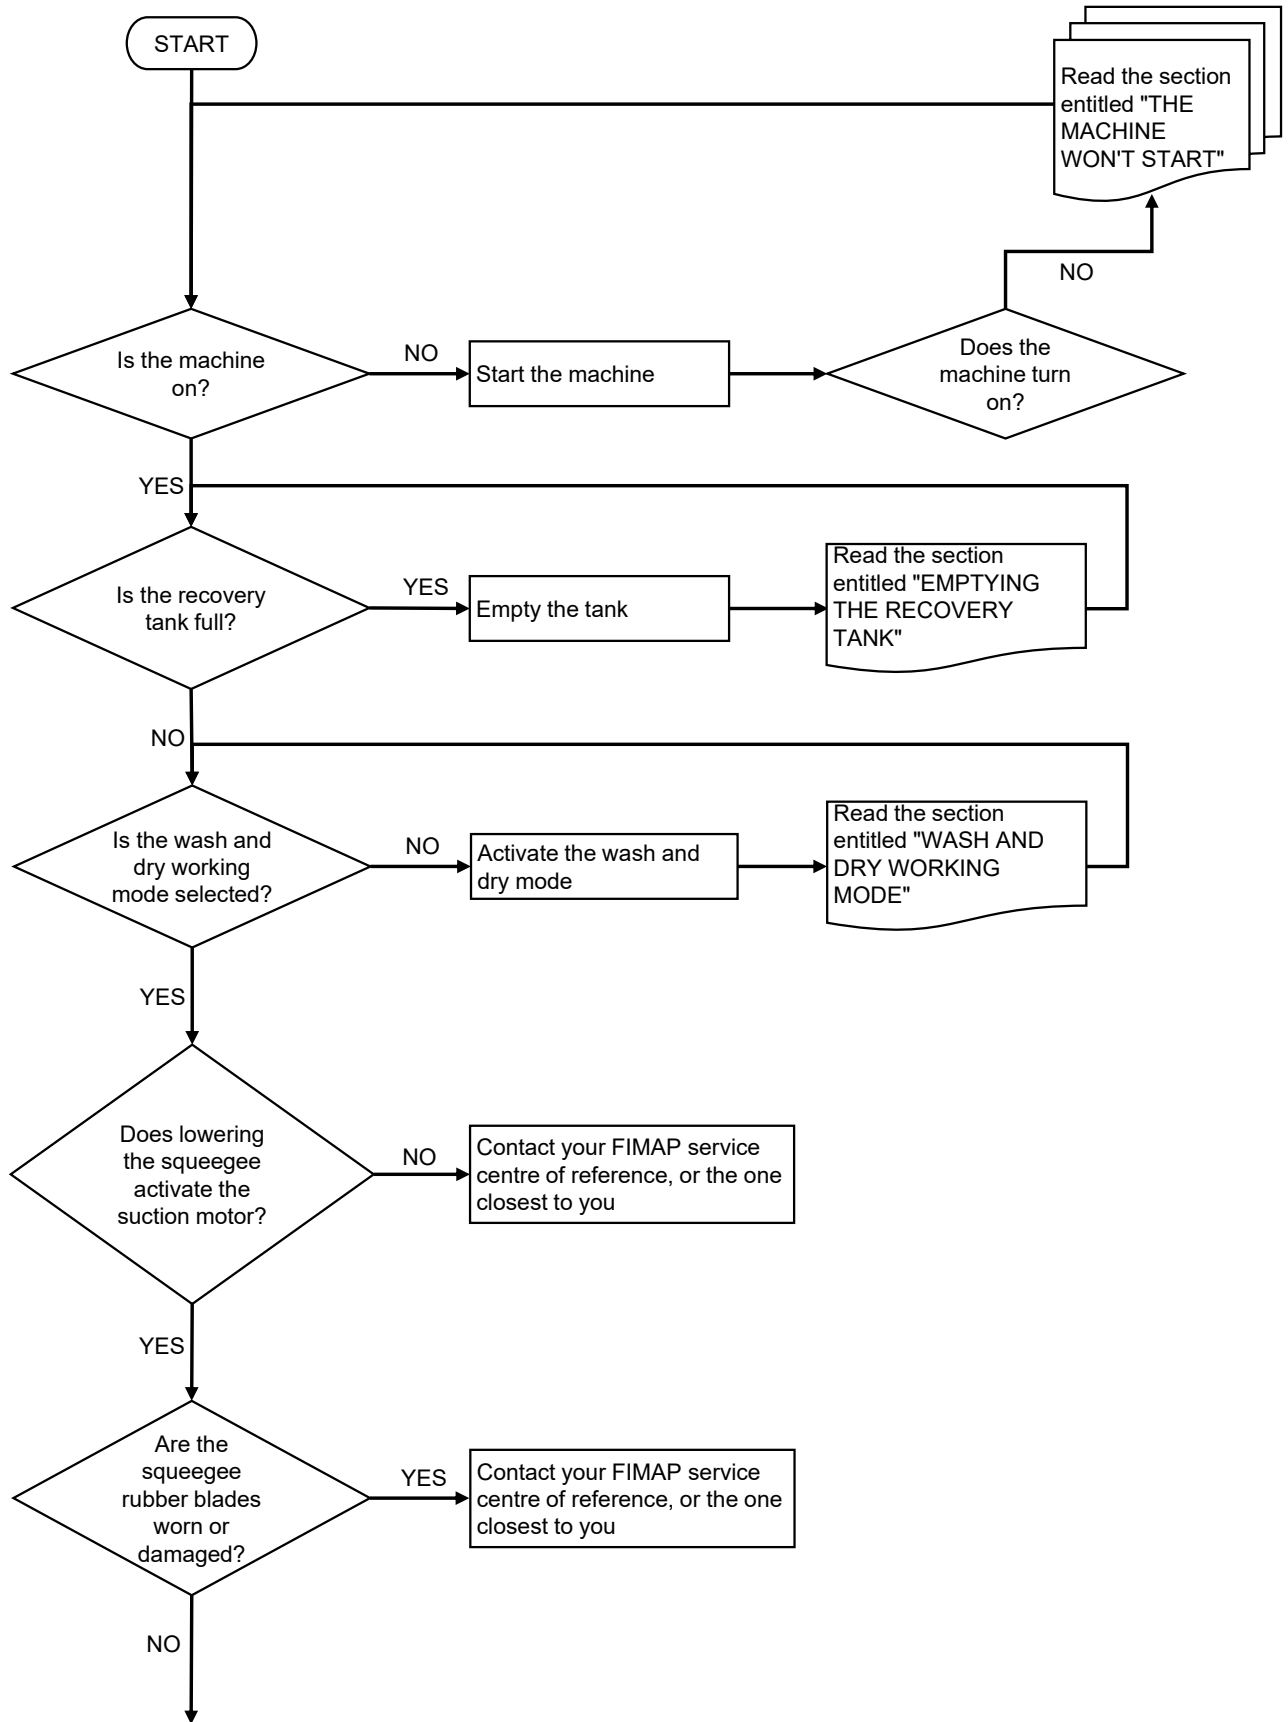 START
Read the section
entitled "THE
MACHINE
WON'T START"
NO
Is the machine
on?
NO
Start the machine
Does the
machine turn
on?
YES
Is the recovery
tank full?
YES
Empty the tank
Read the section
entitled "EMPTYING
THE RECOVERY
TANK"
NO
Is the wash and
dry working
mode selected?
NO
Activate the wash and
dry mode
Read the section
entitled "WASH AND
DRY WORKING
MODE"
YES
Does lowering
the squeegee
activate the
suction motor?
NO
Contact your FIMAP service
centre of reference, or the one
closest to you
YES
Are the
squeegee
rubber blades
worn or
damaged?
YES
Contact your FIMAP service
centre of reference, or the one
closest to you
NO